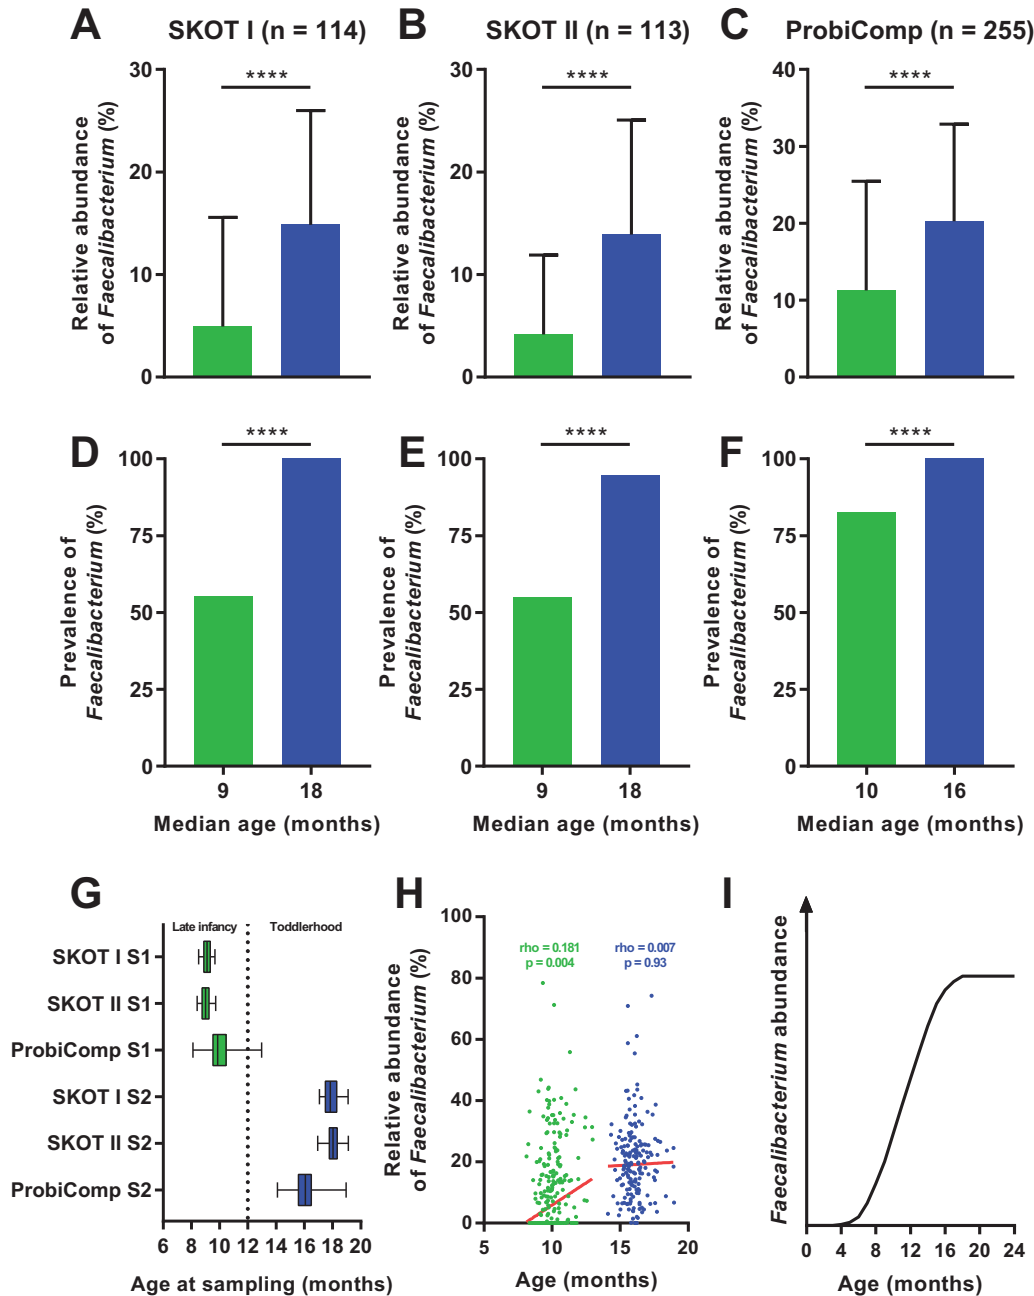 A
SKOT I (n = 114)
B
SKOT II (n = 113)
C
ProbiComp (n = 255)
Relative abundance
of Faecalibacterium (%)
30
20
10
0
****
Relative abundance
of Faecalibacterium (%)
30
20
10
0
****
Relative abundance
of Faecalibacterium (%)
40
30
20
10
0
****
D
Prevalence of
Faecalibacterium (%)
100
75
50
25
0
****
9
18
Median age (months)
E
Prevalence of
Faecalibacterium (%)
100
75
50
25
0
****
9
18
Median age (months)
F
Prevalence of
Faecalibacterium (%)
100
75
50
25
0
****
10
16
Median age (months)
G
Late infancy
Toddlerhood
SKOT I S1
SKOT II S1
ProbiComp S1
SKOT I S2
SKOT II S2
ProbiComp S2
6 8 10 12 14 16 18 20
Age at sampling (months)
H
Relative abundance
of Faecalibacterium (%)
100
80
60
40
20
0
rho = 0.181
p = 0.004
rho = 0.007
p = 0.93
5 10 15 20
Age (months)
I
Faecalibacterium abundance
0 4 8 12 16 20 24
Age (months)